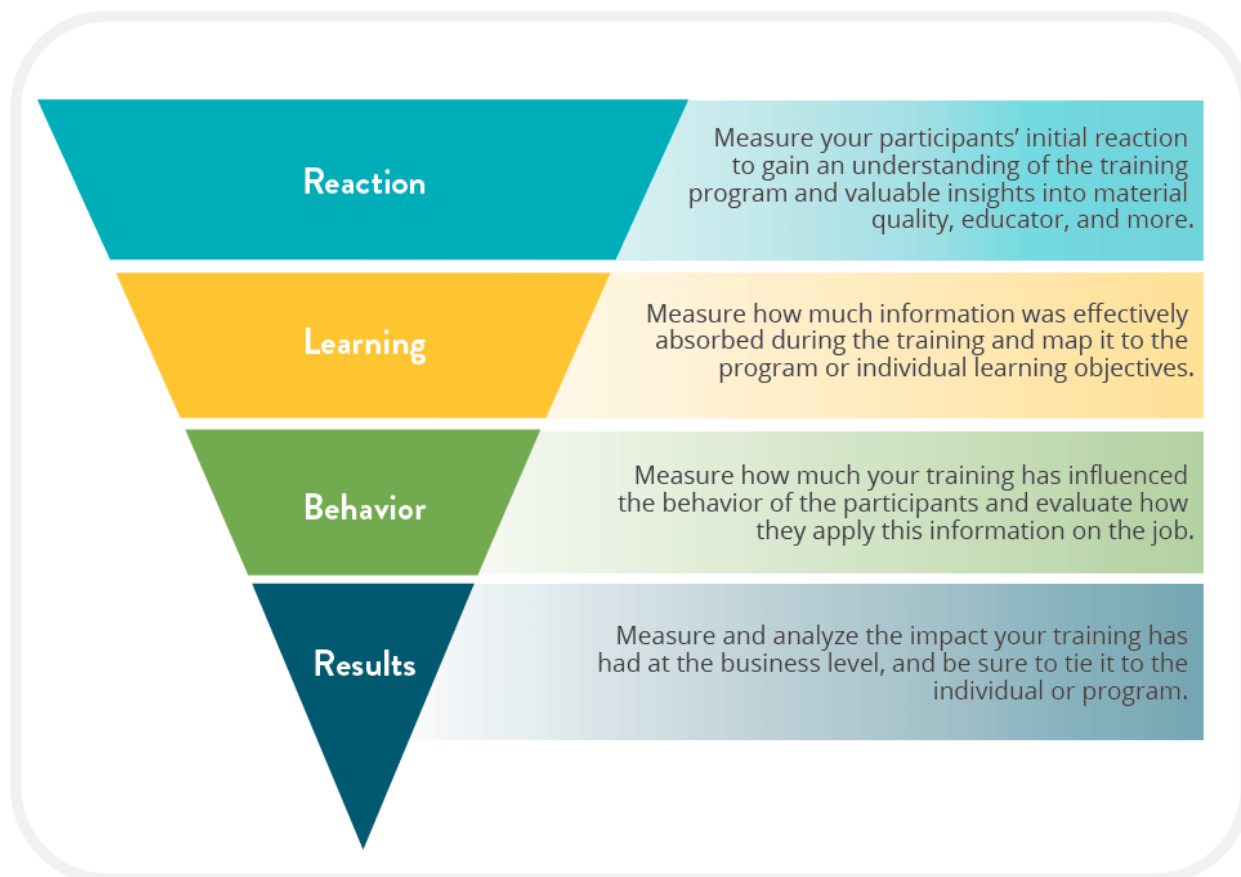 Reaction
Measure your participants’ initial reaction
to gain an understanding of the training
program and valuable insights into material
quality, educator, and more.
Learning
Measure how much information was effectively
absorbed during the training and map it to the
program or individual learning objectives.
Behavior
Measure how much your training has influenced
the behavior of the participants and evaluate how
they apply this information on the job.
Results
Measure and analyze the impact your training has
had at the business level, and be sure to tie it to the
individual or program.